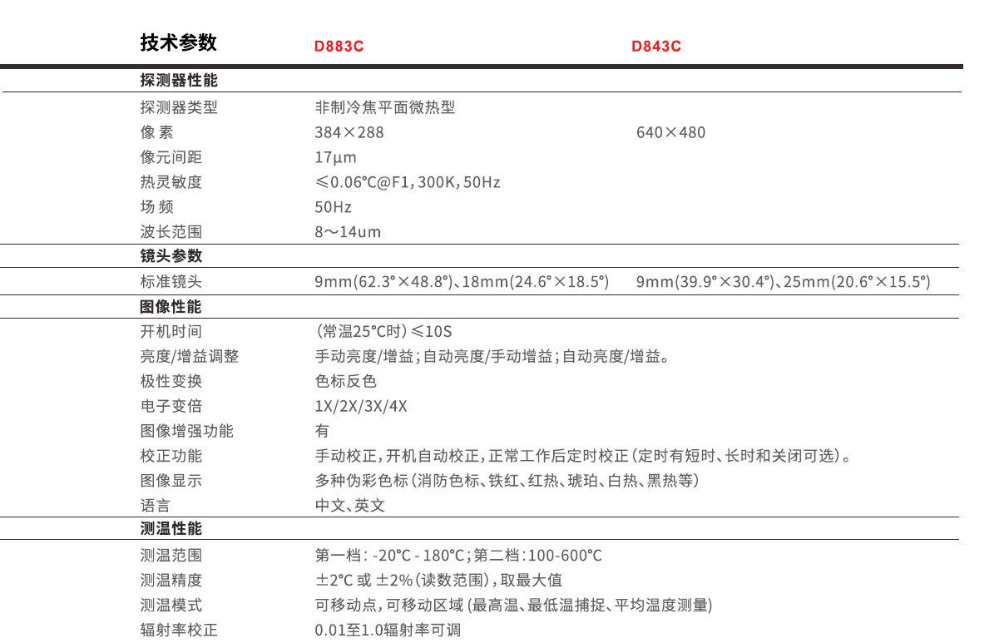 技术参数 D883C D843C
探测器性能
探测器类型 非制冷焦平面微热型
像 素 384×288 640×480
像元间距 17μm
热灵敏度 ≤0.06℃@F1,300K,50Hz
场 频 50Hz
波长范围 8～14um
镜头参数
标准镜头 9mm(62.3°×48.8°)、18mm(24.6°×18.5°) 9mm(39.9°×30.4°)、25mm(20.6°×15.5°)
图像性能
开机时间 （常温25℃时）≤10S
亮度/增益调整 手动亮度/增益；自动亮度/手动增益；自动亮度/增益。
极性变换 色标反色
电子变倍 1X/2X/3X/4X
图像增强功能 有
校正功能 手动校正，开机自动校正，正常工作后定时校正（定时有短时、长时和关闭可选）。
图像显示 多种伪彩色标（消防色标、铁红、红热、琥珀、白热、黑热等）
语言 中文、英文
测温性能
测温范围 第一档：-20℃ - 180℃；第二档：100-600℃
测温精度 ±2℃ 或 ±2%（读数范围），取最大值
测温模式 可移动点，可移动区域 (最高温、最低温捕捉、平均温度测量)
辐射率校正 0.01至1.0辐射率可调